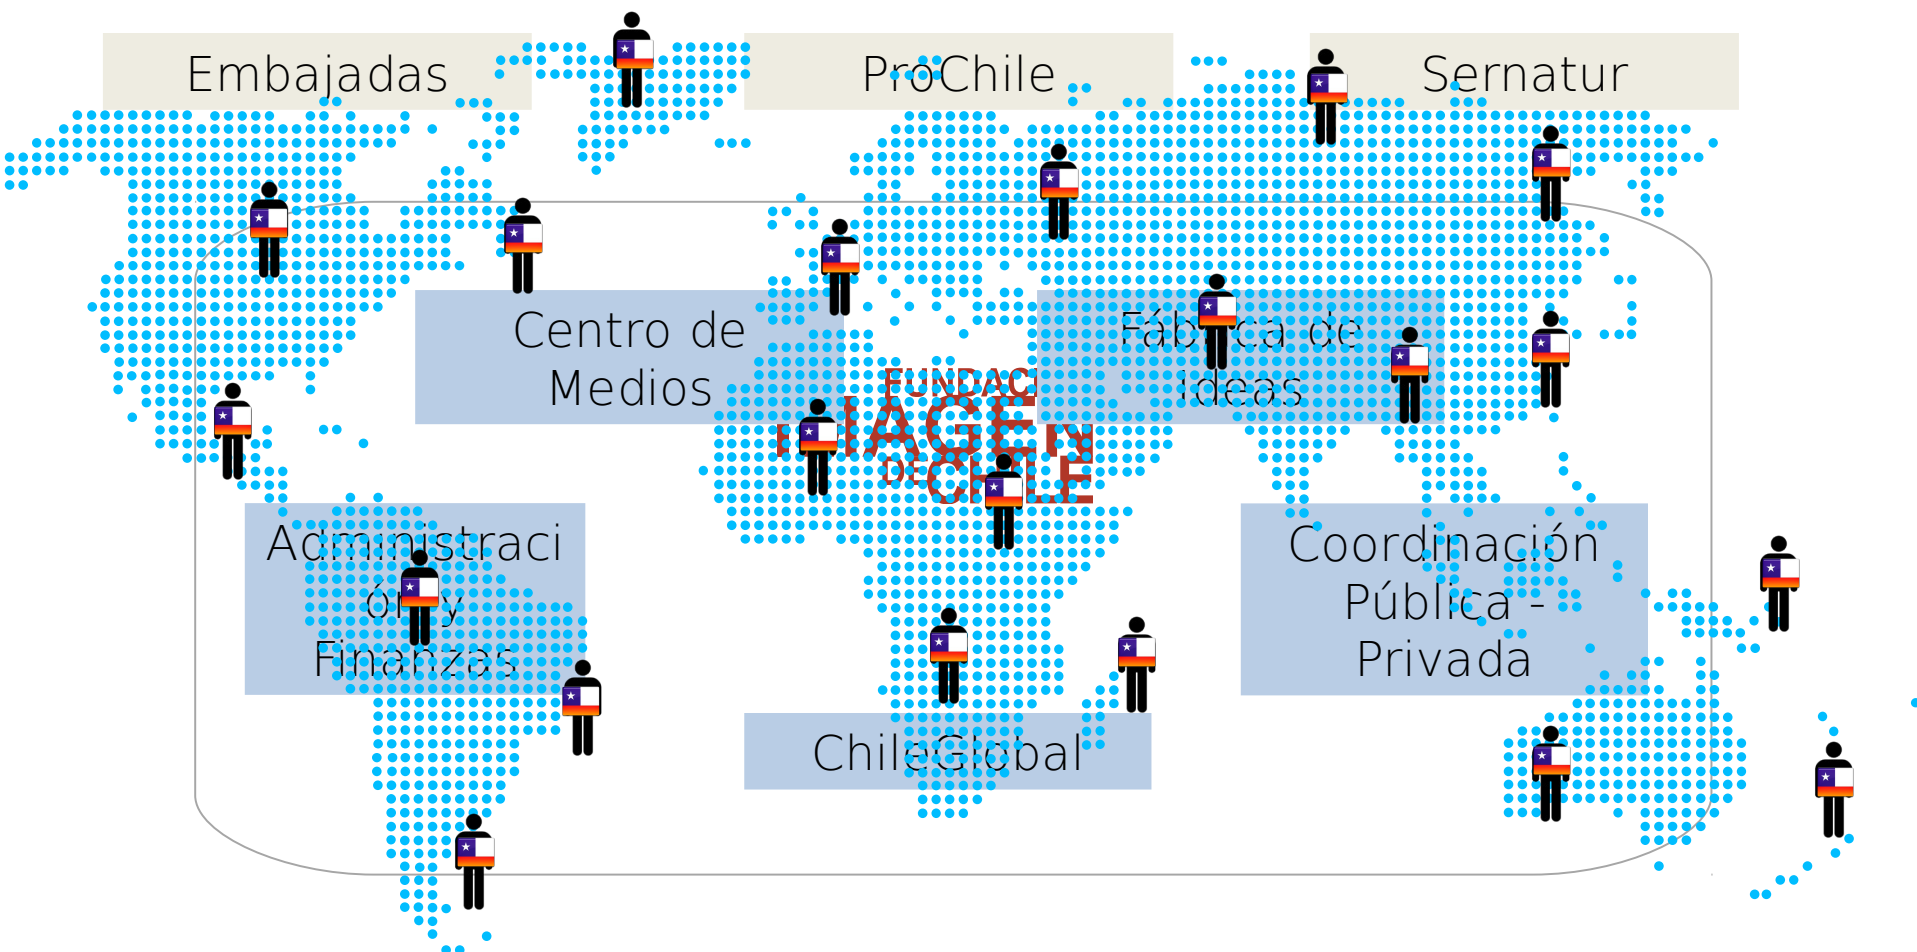 Embajadas
ProChile
Sernatur
Centro de
Medios
Fábrica de
Ideas
FUNDACI
IMAGEN
DE CHILE
Administraci
ón y
Finanzas
Coordinación
Pública -
Privada
ChileGlobal